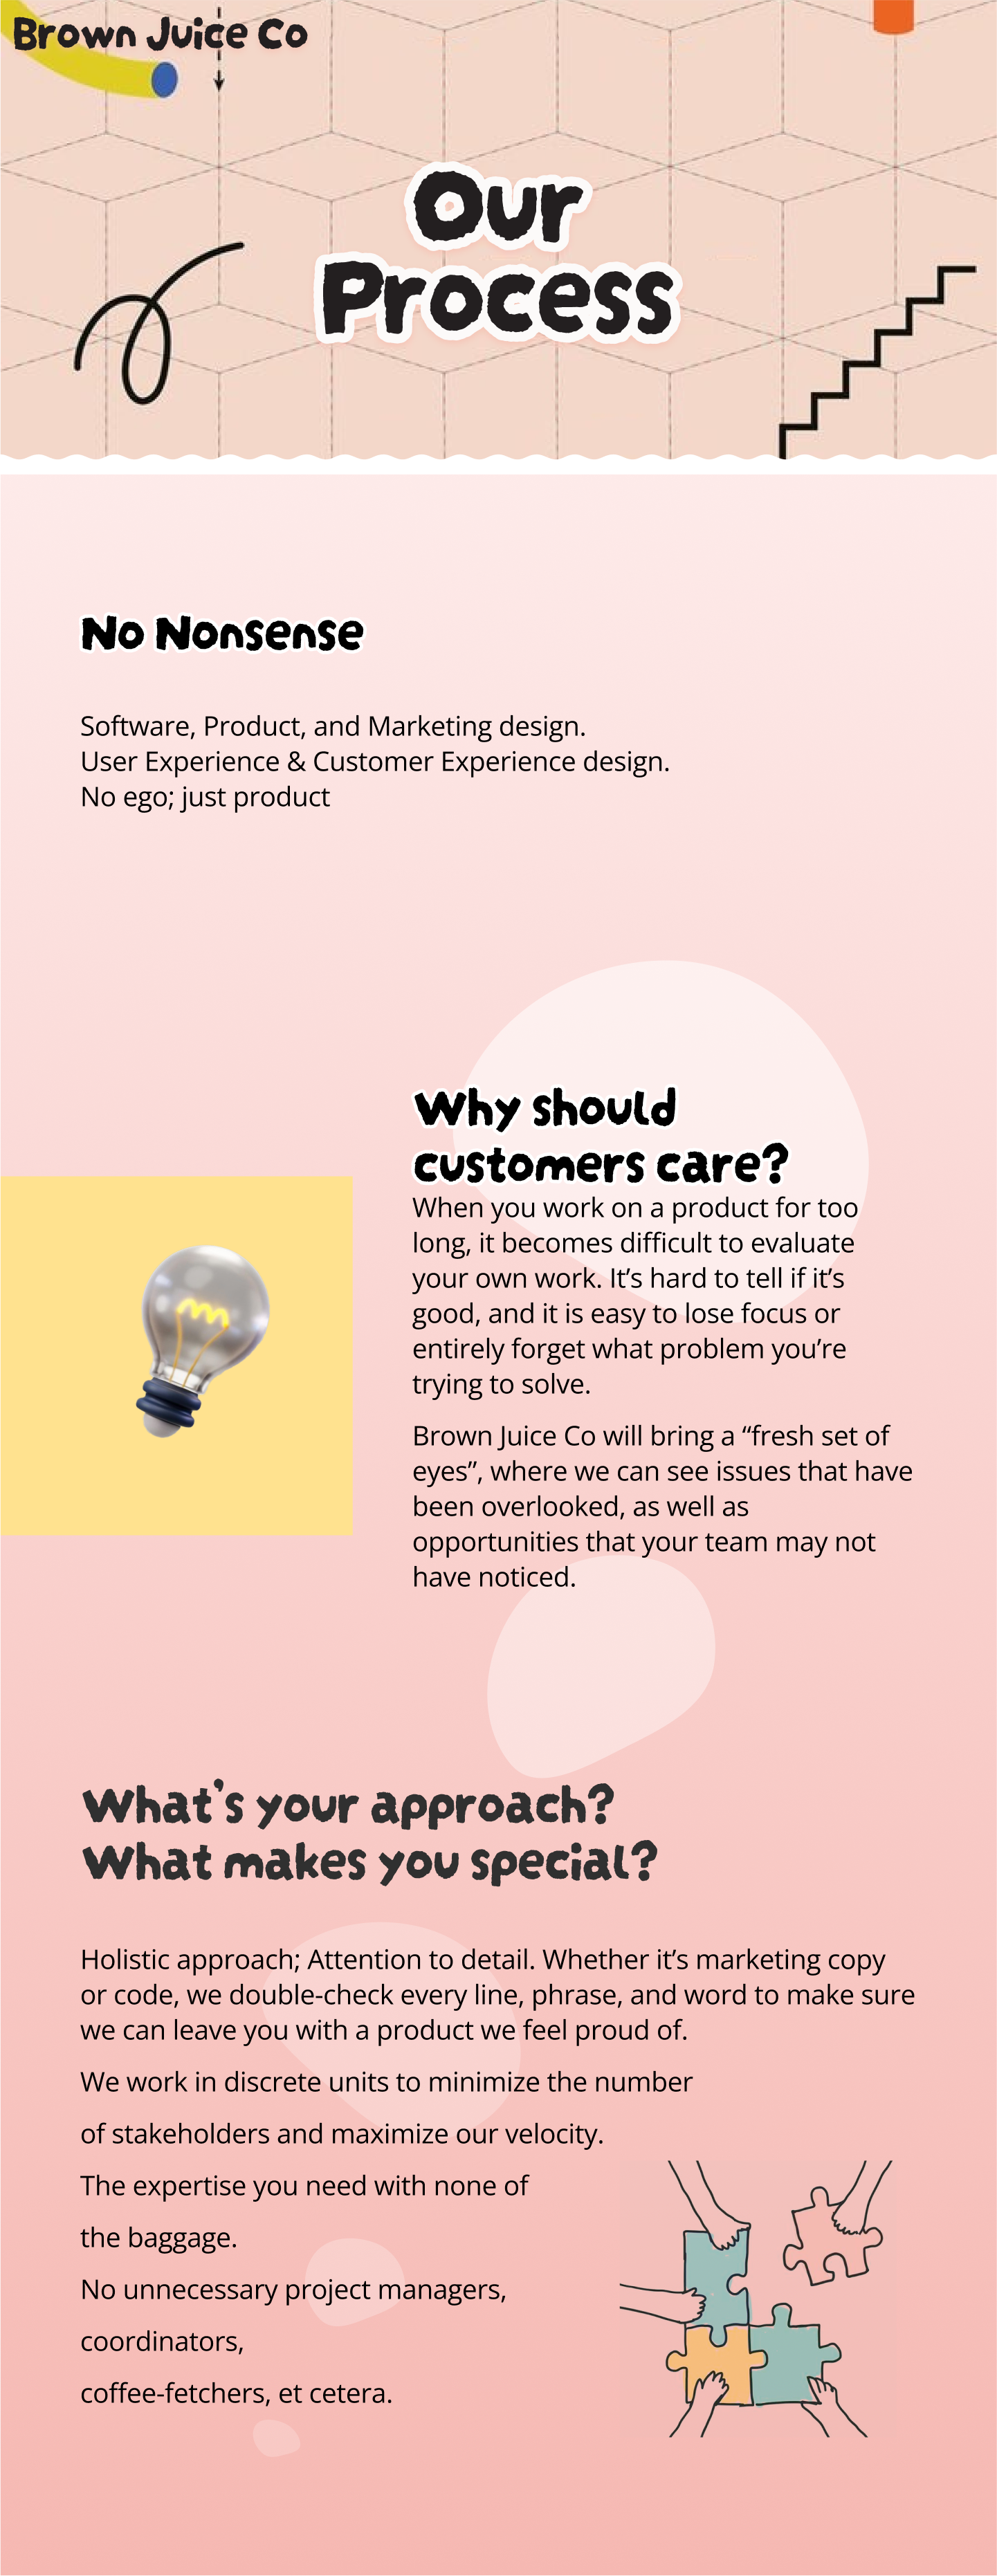 Brown Juice Co
Our
Process
No Nonsense
Software, Product, and Marketing design.
User Experience & Customer Experience design.
No ego; just product
Why should
customers care?
When you work on a product for too
long, it becomes difficult to evaluate
your own work. It’s hard to tell if it’s
good, and it is easy to lose focus or
entirely forget what problem you’re
trying to solve.
Brown Juice Co will bring a “fresh set of
eyes”, where we can see issues that have
been overlooked, as well as
opportunities that your team may not
have noticed.
What’s your approach?
What makes you special?
Holistic approach; Attention to detail. Whether it’s marketing copy
or code, we double-check every line, phrase, and word to make sure
we can leave you with a product we feel proud of.
We work in discrete units to minimize the number
of stakeholders and maximize our velocity.
The expertise you need with none of
the baggage.
No unnecessary project managers,
coordinators,
coffee-fetchers, et cetera.